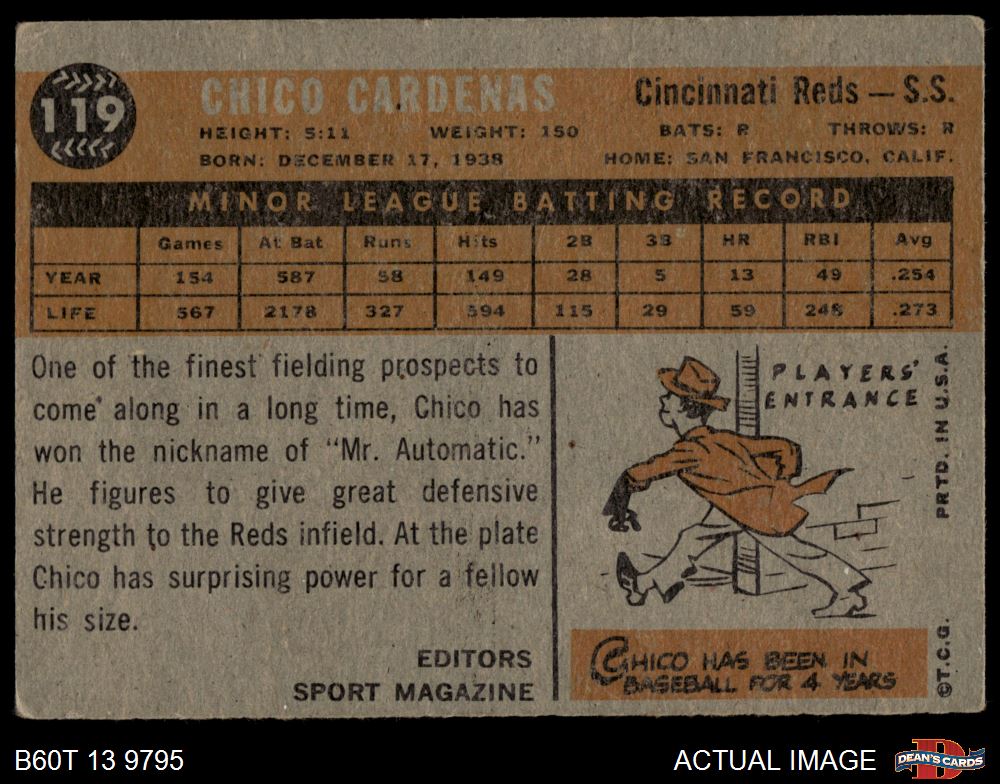 119
CHICO CARDENAS
Cincinnati Reds — S.S.
HEIGHT: 5:11 WEIGHT: 150 BATS: R THROWS: R
BORN: DECEMBER 17, 1938 HOME: SAN FRANCISCO, CALIF.
MINOR LEAGUE BATTING RECORD
Games At Bat Runs Hits 2B 3B HR RBI Avg
YEAR 154 587 58 149 28 5 13 49 .254
LIFE 567 2178 327 594 115 29 59 248 .273
One of the finest fielding prospects to
come along in a long time, Chico has
won the nickname of "Mr. Automatic."
He figures to give great defensive
strength to the Reds infield. At the plate
Chico has surprising power for a fellow
his size.
EDITORS
SPORT MAGAZINE
PLAYERS'
ENTRANCE
CHICO HAS BEEN IN
BASEBALL FOR 4 YEARS
PRTD. IN U.S.A.
©T.C.G.
B60T 13 9795
ACTUAL IMAGE
D
DEAN'S CARDS